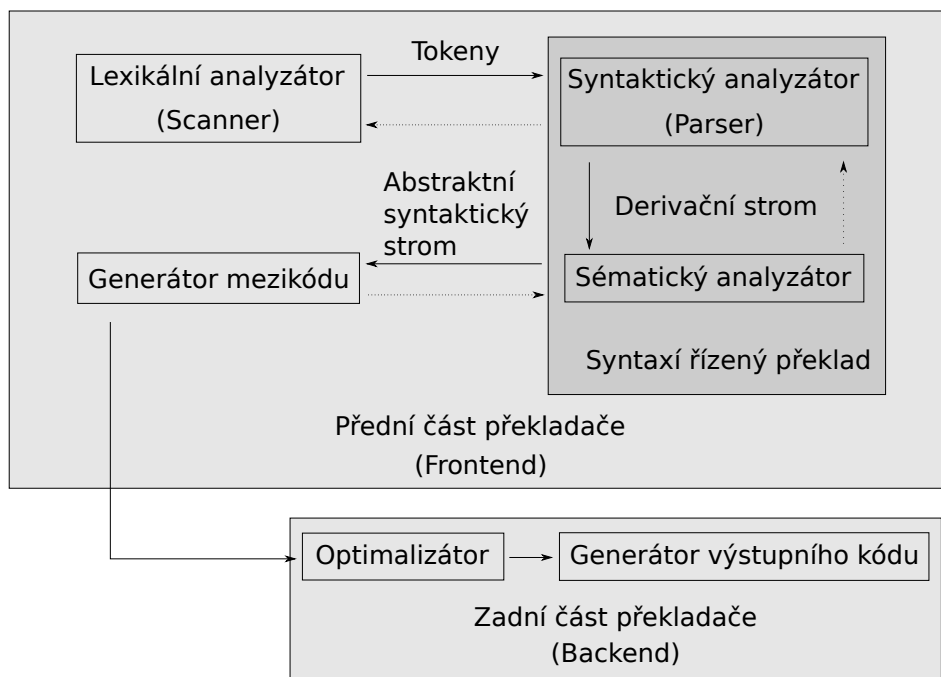 Lexikální analyzátor
(Scanner)
Tokeny
Syntaktický analyzátor
(Parser)
Abstraktní
syntaktický
strom
Derivační strom
Generátor mezikódu
Sématický analyzátor
Syntaxí řízený překlad
Přední část překladače
(Frontend)
Optimalizátor
Generátor výstupního kódu
Zadní část překladače
(Backend)